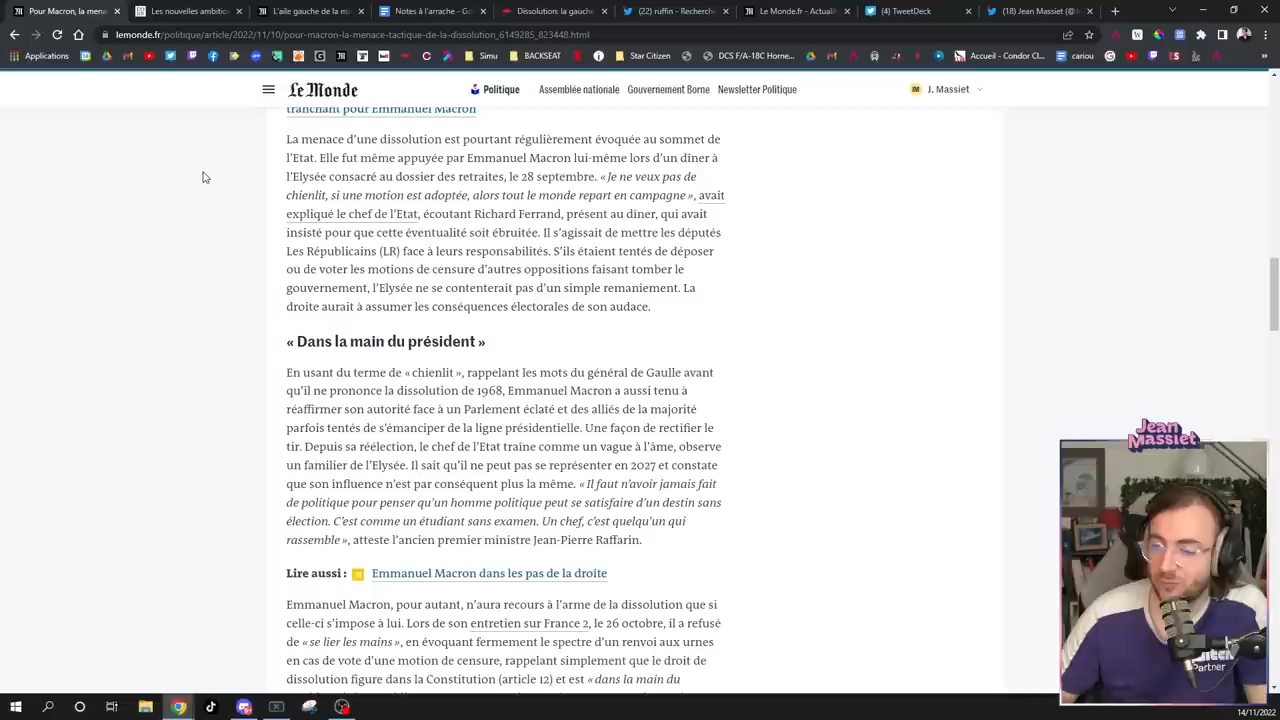 Pour Macron, la mena
Les nouvelles ambitio
L'aile gauche de la m
Notes à l'arrache - Go
Dissolution: la gauche
(22) ruffin - Recherch
Le Monde.fr - Actuali
(4) TweetDeck
(18) Jean Massiet (@
lemonde.fr/politique/article/2022/11/10/pour-macron-la-menace-tactique-de-la-dissolution_6149285_823448.html
Applications
Simu
BACKSEAT
Star Citizen
DCS F/A-18C Horne...
Accueil - Condor Cl...
cariou
Le Monde
Politique
Assemblée nationale
Gouvernement Borne
Newsletter Politique
JM
J. Massiet
tranchant pour Emmanuel Macron
La menace d'une dissolution est pourtant régulièrement évoquée au sommet de
l'Etat. Elle fut même appuyée par Emmanuel Macron lui-même lors d'un dîner à
l'Elysée consacré au dossier des retraites, le 28 septembre. « Je ne veux pas de
chienlit, si une motion est adoptée, alors tout le monde repart en campagne », avait
expliqué le chef de l'Etat, écoutant Richard Ferrand, présent au dîner, qui avait
insisté pour que cette éventualité soit ébruitée. Il s'agissait de mettre les députés
Les Républicains (LR) face à leurs responsabilités. S'ils étaient tentés de déposer
ou de voter les motions de censure d'autres oppositions faisant tomber le
gouvernement, l'Elysée ne se contenterait pas d'un simple remaniement. La
droite aurait à assumer les conséquences électorales de son audace.
« Dans la main du président »
En usant du terme de « chienlit », rappelant les mots du général de Gaulle avant
qu'il ne prononce la dissolution de 1968, Emmanuel Macron a aussi tenu à
réaffirmer son autorité face à un Parlement éclaté et des alliés de la majorité
parfois tentés de s'émanciper de la ligne présidentielle. Une façon de rectifier le
tir. Depuis sa réélection, le chef de l'Etat traîne comme un vague à l'âme, observe
un familier de l'Elysée. Il sait qu'il ne peut pas se représenter en 2027 et constate
que son influence n'est par conséquent plus la même. « Il faut n'avoir jamais fait
de politique pour penser qu'un homme politique peut se satisfaire d'un destin sans
élection. C'est comme un étudiant sans examen. Un chef, c'est quelqu'un qui
rassemble », atteste l'ancien premier ministre Jean-Pierre Raffarin.
Lire aussi : Emmanuel Macron dans les pas de la droite
Emmanuel Macron, pour autant, n'aura recours à l'arme de la dissolution que si
celle-ci s'impose à lui. Lors de son entretien sur France 2, le 26 octobre, il a refusé
de « se lier les mains », en évoquant fermement le spectre d'un renvoi aux urnes
en cas de vote d'une motion de censure, rappelant simplement que le droit de
dissolution figure dans la Constitution (article 12) et est « dans la main du
Jean
Massiet
Partner
14/11/2022